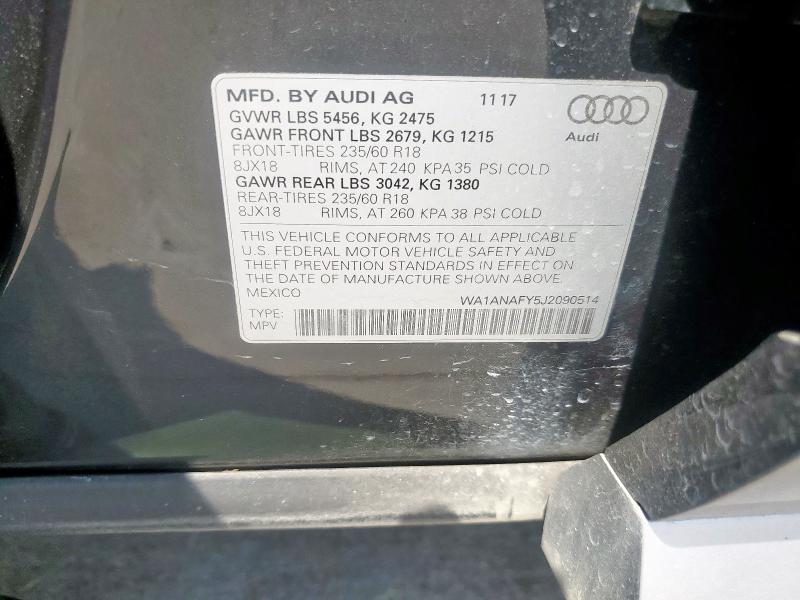 MFD. BY AUDI AG 11 17
GVWR LBS 5456, KG 2475
GAWR FRONT LBS 2679, KG 1215
FRONT-TIRES 235/60 R18
8JX18 RIMS, AT 240 KPA 35 PSI COLD
GAWR REAR LBS 3042, KG 1380
REAR-TIRES 235/60 R18
8JX18 RIMS, AT 260 KPA 38 PSI COLD
Audi
THIS VEHICLE CONFORMS TO ALL APPLICABLE
U.S. FEDERAL MOTOR VEHICLE SAFETY AND
THEFT PREVENTION STANDARDS IN EFFECT ON
THE DATE OF MANUFACTURE SHOWN ABOVE.
MEXICO WA1ANAFY5J2090514
TYPE:
MPV